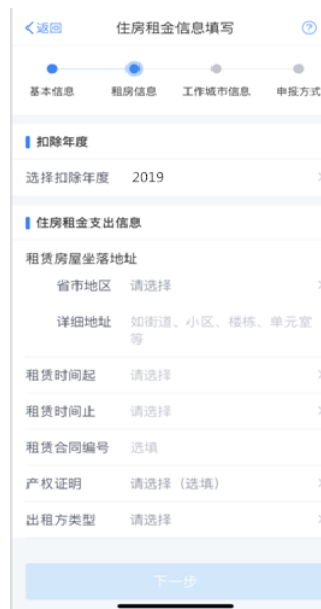 返回 住房租金信息填写 ?
基本信息 租房信息 工作城市信息 申报方式
扣除年度
选择扣除年度 2019
住房租金支出信息
租赁房屋坐落地址
省市地区 请选择
详细地址 如街道、小区、楼栋、单元室
等
租赁时间起 请选择
租赁时间止 请选择
租赁合同编号 选填
产权证明 请选择（选填）
出租方类型 请选择
下一步